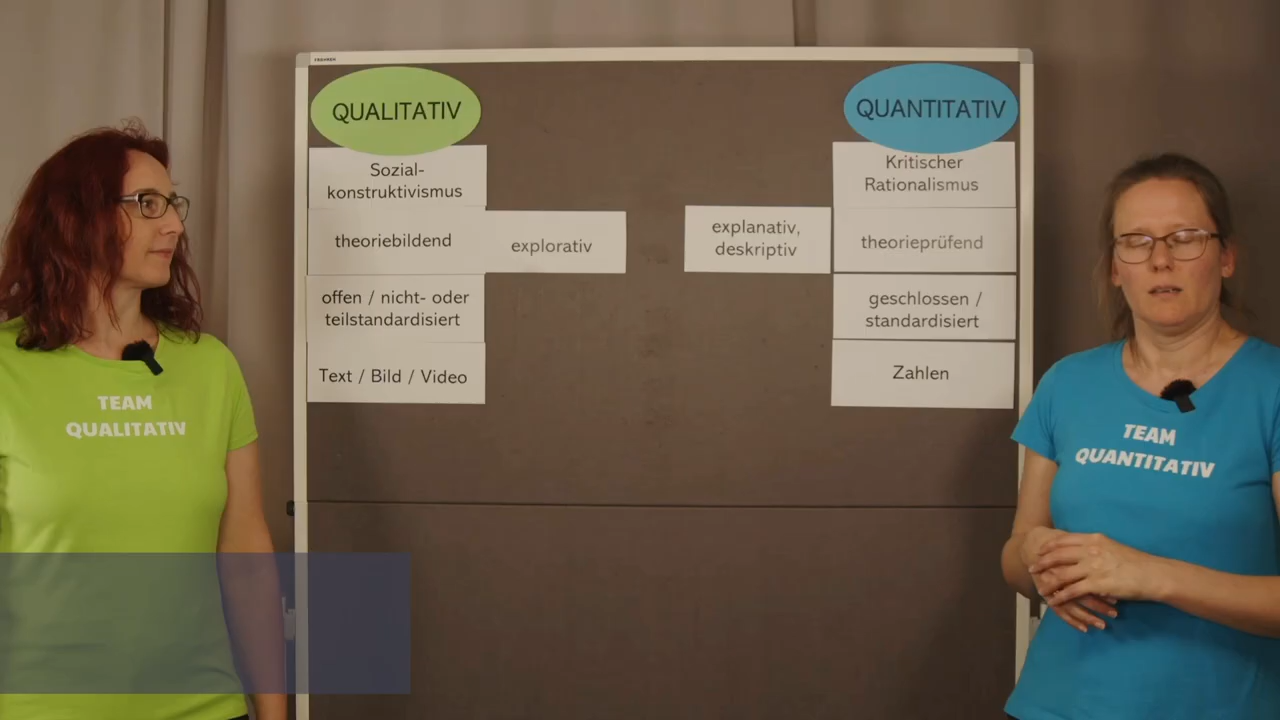 QUALITATIV
Sozial-
konstruktivismus
theoriebildend
explorativ
offen / nicht- oder
teilstandardisiert
Text / Bild / Video
QUANTITATIV
Kritischer
Rationalismus
explanativ,
deskriptiv
theorieprüfend
geschlossen /
standardisiert
Zahlen
TEAM
QUALITATIV
TEAM
QUANTITATIV